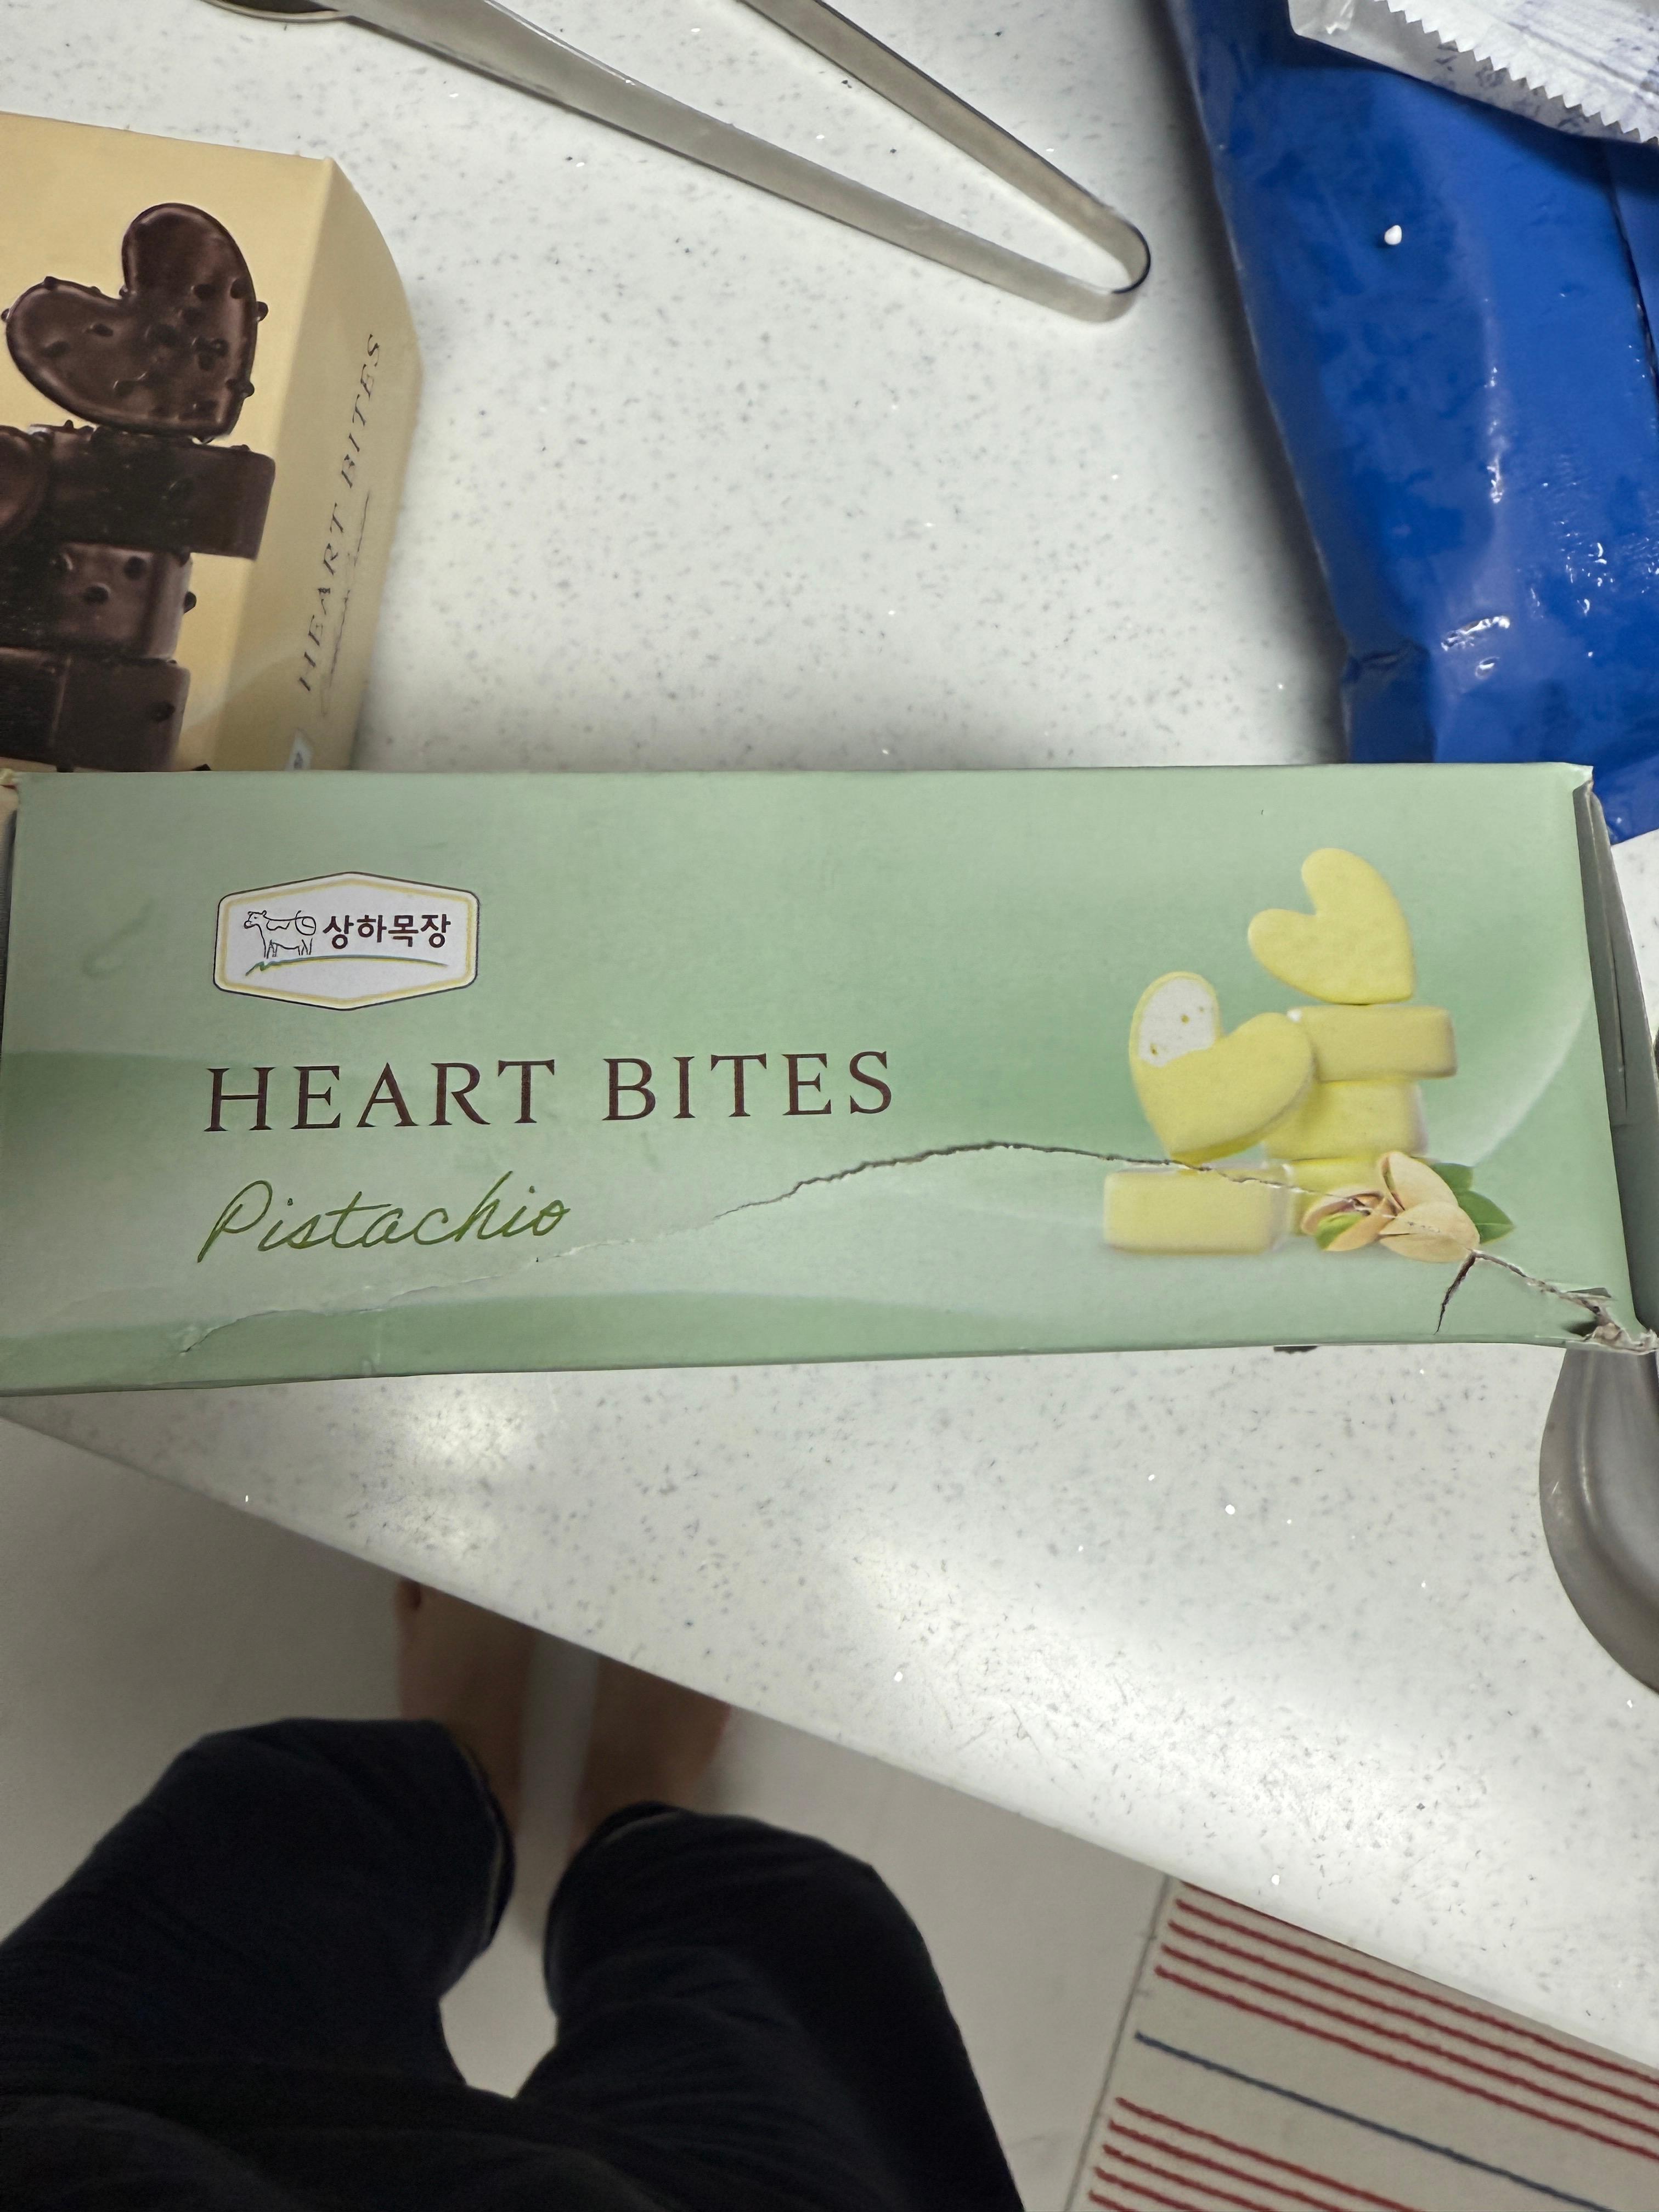 HEART BITES
상하목장
HEART BITES
Pistachio